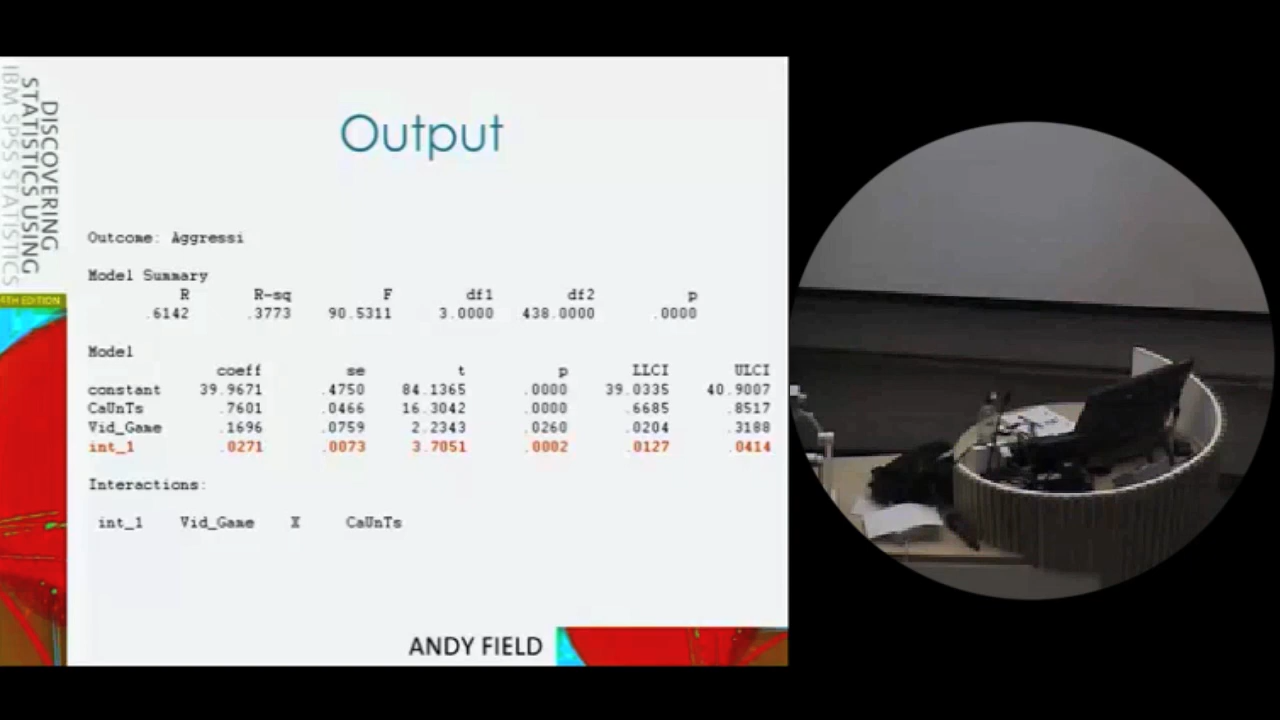 DISCOVERING
STATISTICS USING
IBM SPSS STATISTICS
4TH EDITION
Output
Outcome: Aggressi
Model Summary
R R-sq F df1 df2 p
.6142 .3773 90.5311 3.0000 438.0000 .0000
Model
coeff se t p LLCI ULCI
constant 39.9671 .4750 84.1365 .0000 39.0335 40.9007
CaUnTs .7601 .0466 16.3042 .0000 .6685 .8517
Vid_Game .1696 .0759 2.2343 .0260 .0204 .3188
int_1 .0271 .0073 3.7051 .0002 .0127 .0414
Interactions:
int_1 Vid_Game X CaUnTs
ANDY FIELD